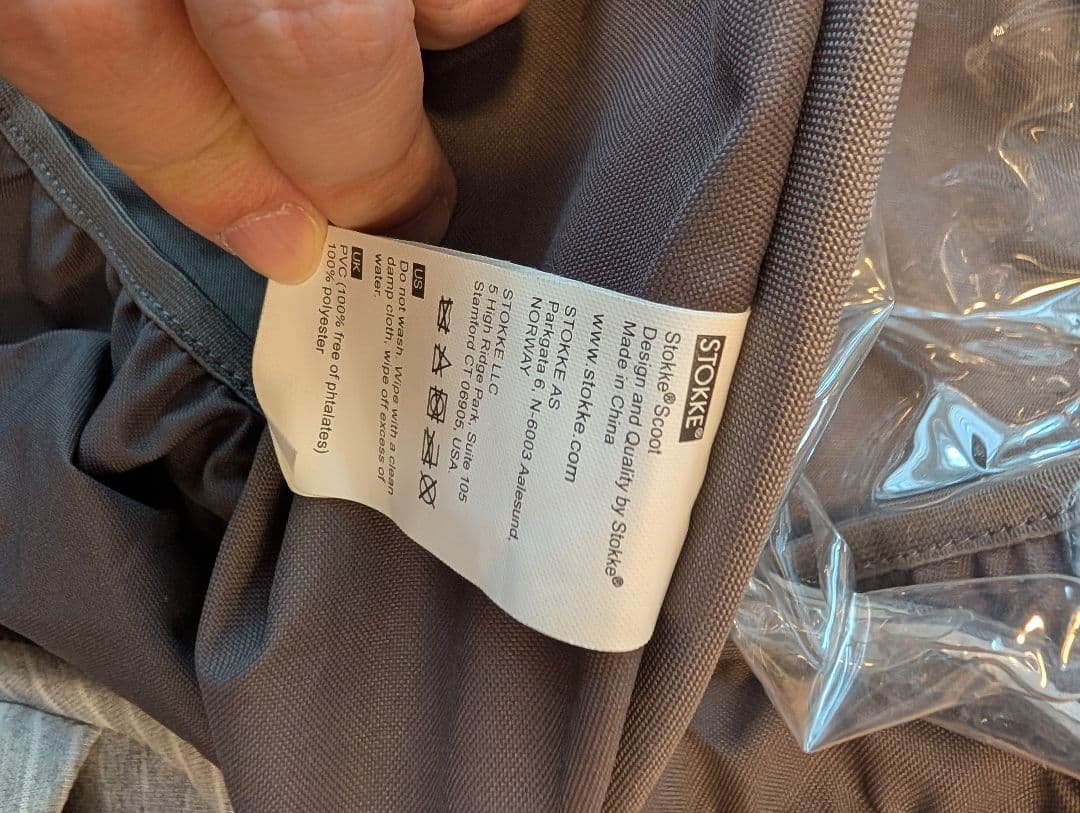 STOKKE®
Stokke® Scoot
Design and Quality by Stokke®
Made in China
www.stokke.com
STOKKE AS
Parkgata 6, N-6003 Aalesund,
NORWAY
STOKKE LLC
5 High Ridge Park, Suite 105
Stamford CT 06905, USA.
US
Do not wash. Wipe with a clean
damp cloth, wipe off excess of
water.
UK
PVC (100% free of phtalates)
100% polyester